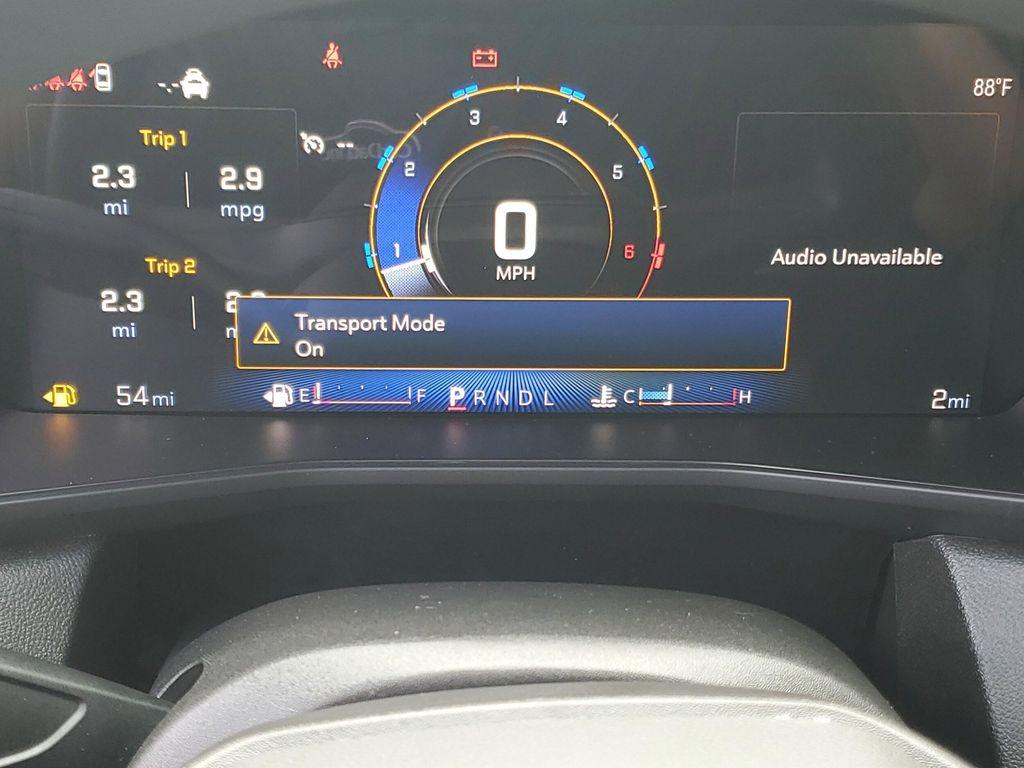 88°F
Trip 1
2.3 2.9
mi mpg
Trip 2
2.3
mi
1 2 3 4 5 6
0
MPH
Audio Unavailable
Transport Mode
On
54mi
E F
PRNDL
C H
2mi